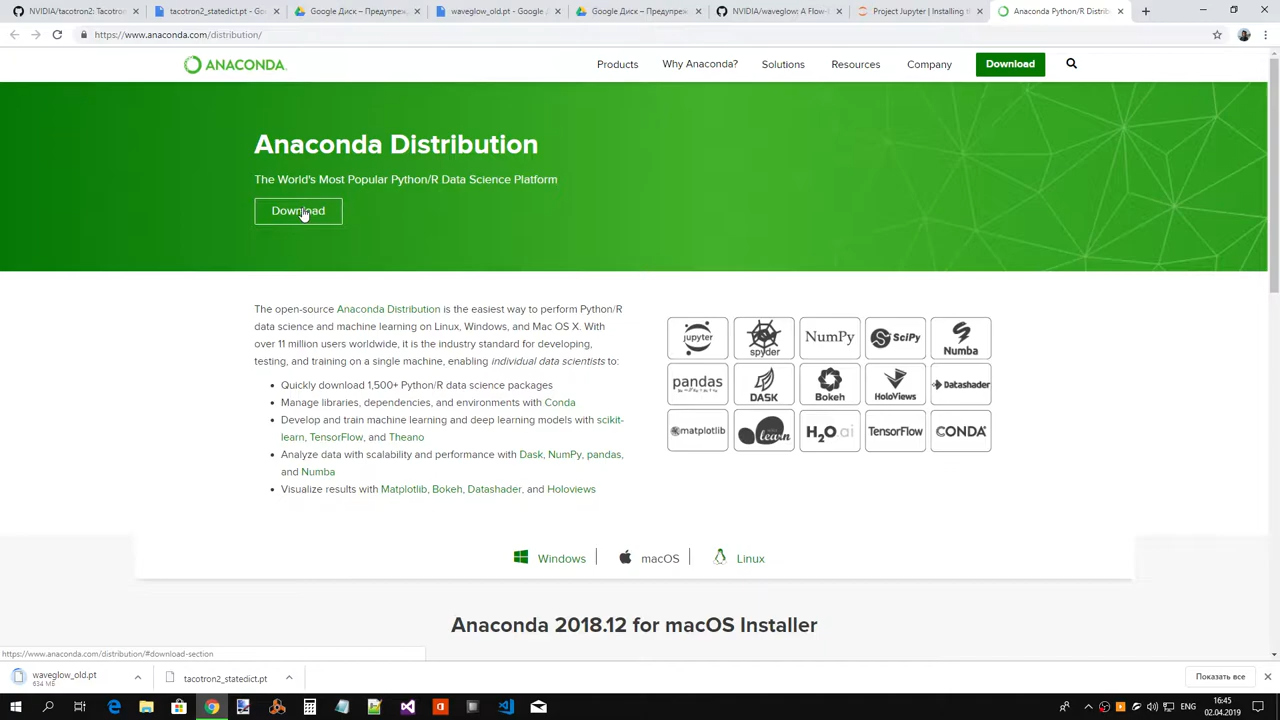 NVIDIA/tacotron2: Tacotron
tacotron2_statedict.pt - Go
Google Диск – Предупреж
waveglow_old.pt - Google
Google Диск – Предупреж
NVIDIA/waveglow: A Flow-
Project Jupyter | Installing t
Anaconda Python/R Distrib
https://www.anaconda.com/distribution/
ANACONDA.
Products
Why Anaconda?
Solutions
Resources
Company
Download
Anaconda Distribution
The World's Most Popular Python/R Data Science Platform
Download
The open-source Anaconda Distribution is the easiest way to perform Python/R
data science and machine learning on Linux, Windows, and Mac OS X. With
over 11 million users worldwide, it is the industry standard for developing,
testing, and training on a single machine, enabling individual data scientists to:
• Quickly download 1,500+ Python/R data science packages
• Manage libraries, dependencies, and environments with Conda
• Develop and train machine learning and deep learning models with scikit-
learn, TensorFlow, and Theano
• Analyze data with scalability and performance with Dask, NumPy, pandas,
and Numba
• Visualize results with Matplotlib, Bokeh, Datashader, and Holoviews
jupyter
spyder
NumPy
SciPy
Numba
pandas
DASK
Bokeh
HoloViews
Datashader
matplotlib
learn
H2O.ai
TensorFlow
CONDA
Windows
macOS
Linux
Anaconda 2018.12 for macOS Installer
https://www.anaconda.com/distribution/#download-section
waveglow_old.pt
634 МБ
tacotron2_statedict.pt
Показать все
ENG
16:45
02.04.2019